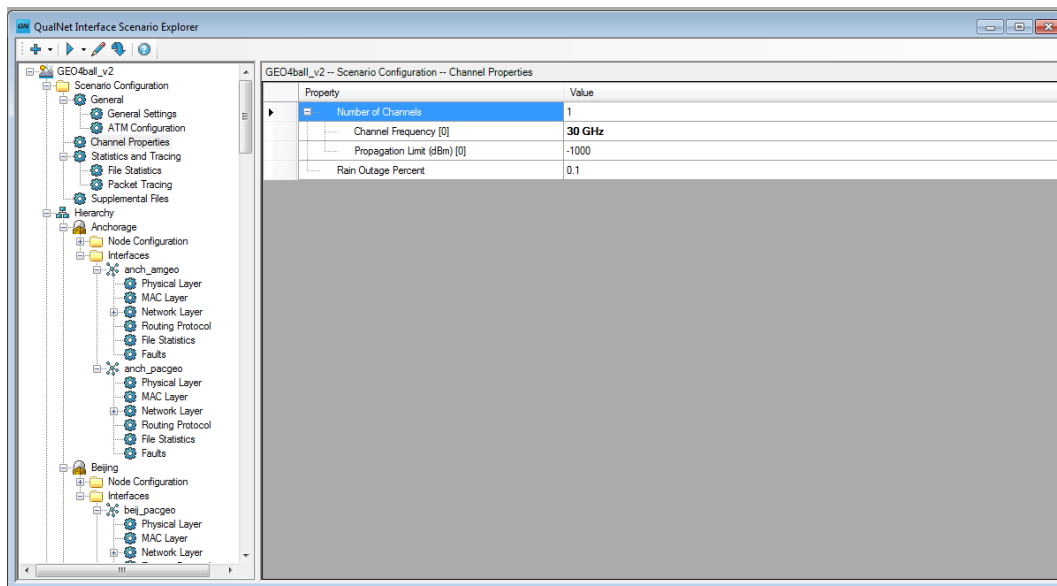 QN QualNet Interface Scenario Explorer
GEO4ball_v2
Scenario Configuration
General
General Settings
ATM Configuration
Channel Properties
Statistics and Tracing
File Statistics
Packet Tracing
Supplemental Files
Hierarchy
Anchorage
Node Configuration
Interfaces
anch_amgeo
Physical Layer
MAC Layer
Network Layer
Routing Protocol
File Statistics
Faults
anch_pacgeo
Physical Layer
MAC Layer
Network Layer
Routing Protocol
File Statistics
Faults
Beijing
Node Configuration
Interfaces
beij_pacgeo
Physical Layer
MAC Layer
Network Layer
GEO4ball_v2 -- Scenario Configuration -- Channel Properties
Property Value
Number of Channels 1
Channel Frequency [0] 30 GHz
Propagation Limit (dBm) [0] -1000
Rain Outage Percent 0.1